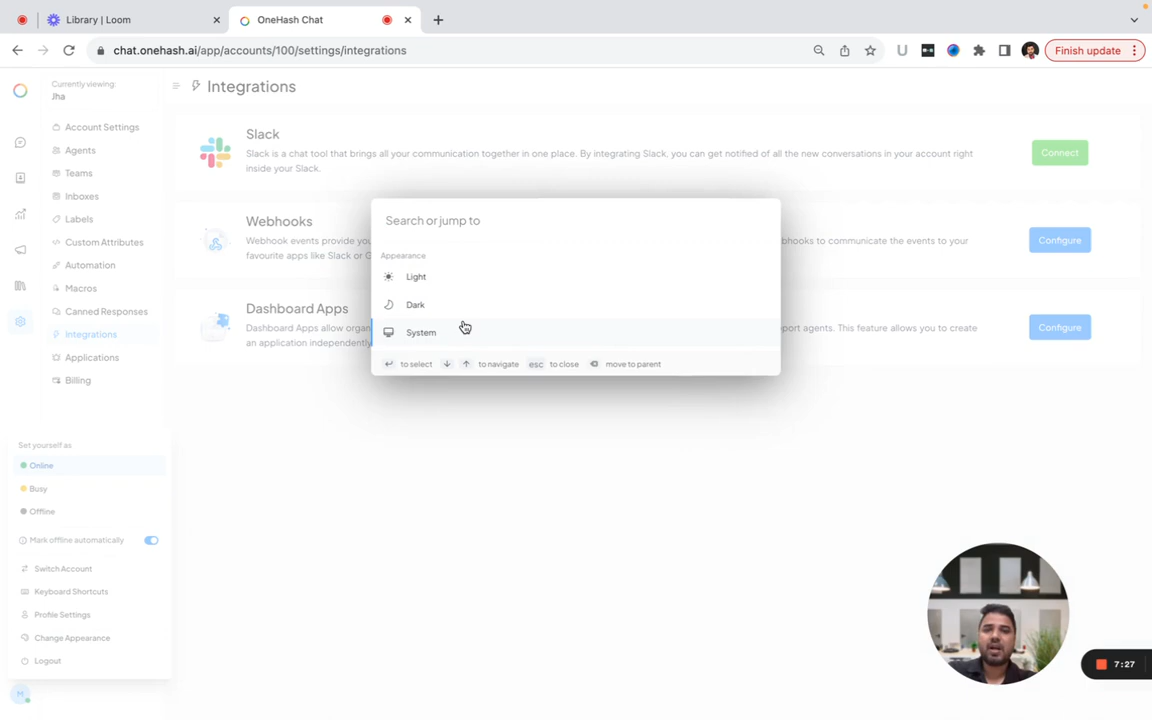 Library | Loom
OneHash Chat
chat.onehash.ai/app/accounts/100/settings/integrations
Finish update
Currently viewing:
Jha
Account Settings
Agents
Teams
Inboxes
Labels
Custom Attributes
Automation
Macros
Canned Responses
Integrations
Applications
Billing
Set yourself as
Online
Busy
Offline
Mark offline automatically
Switch Account
Keyboard Shortcuts
Profile Settings
Change Appearance
Logout
M
Integrations
Slack
Slack is a chat tool that brings all your communication together in one place. By integrating Slack, you can get notified of all the new conversations in your account right
inside your Slack.
Connect
Webhooks
Webhook events provide you
favourite apps like Slack or G
hooks to communicate the events to your
Configure
Dashboard Apps
Dashboard Apps allow organ
an application independently
port agents. This feature allows you to create
Configure
Search or jump to
Appearance
Light
Dark
System
to select
to navigate
esc to close
move to parent
7:27